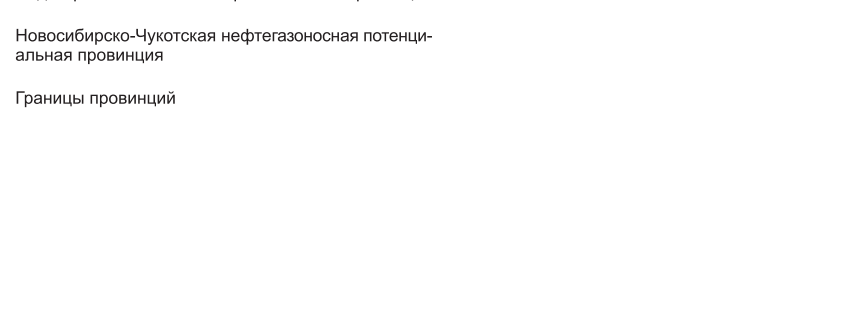 Новосибирско-Чукотская нефтегазоносная потенци-
альная провинция
Границы провинций